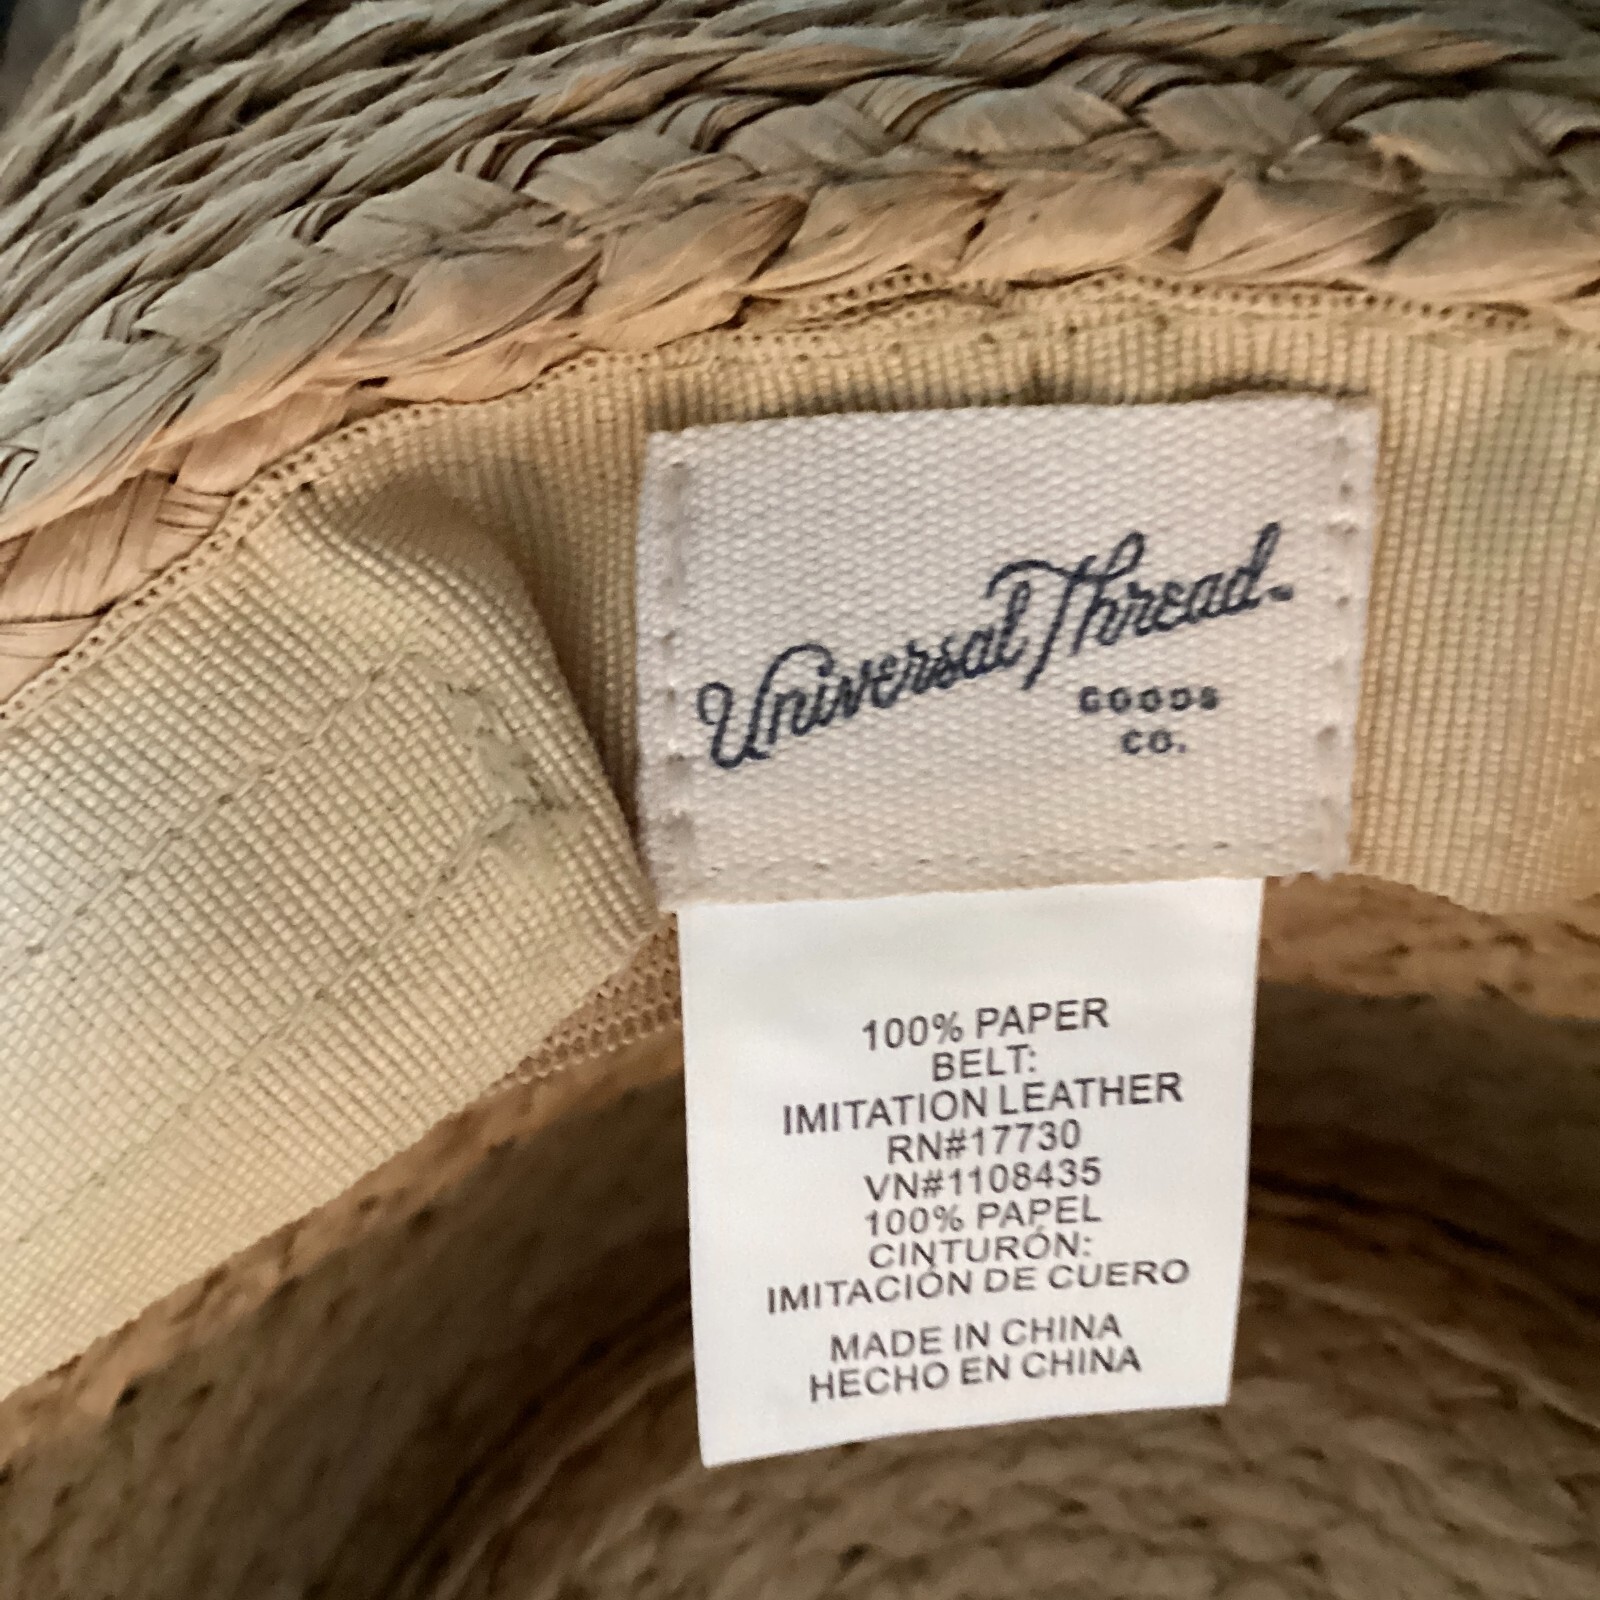 Universal Thread™
GOODS
CO.
100% PAPER
BELT:
IMITATION LEATHER
RN#17730
VN#1108435
100% PAPEL
CINTURÓN:
IMITACIÓN DE CUERO
MADE IN CHINA
HECHO EN CHINA